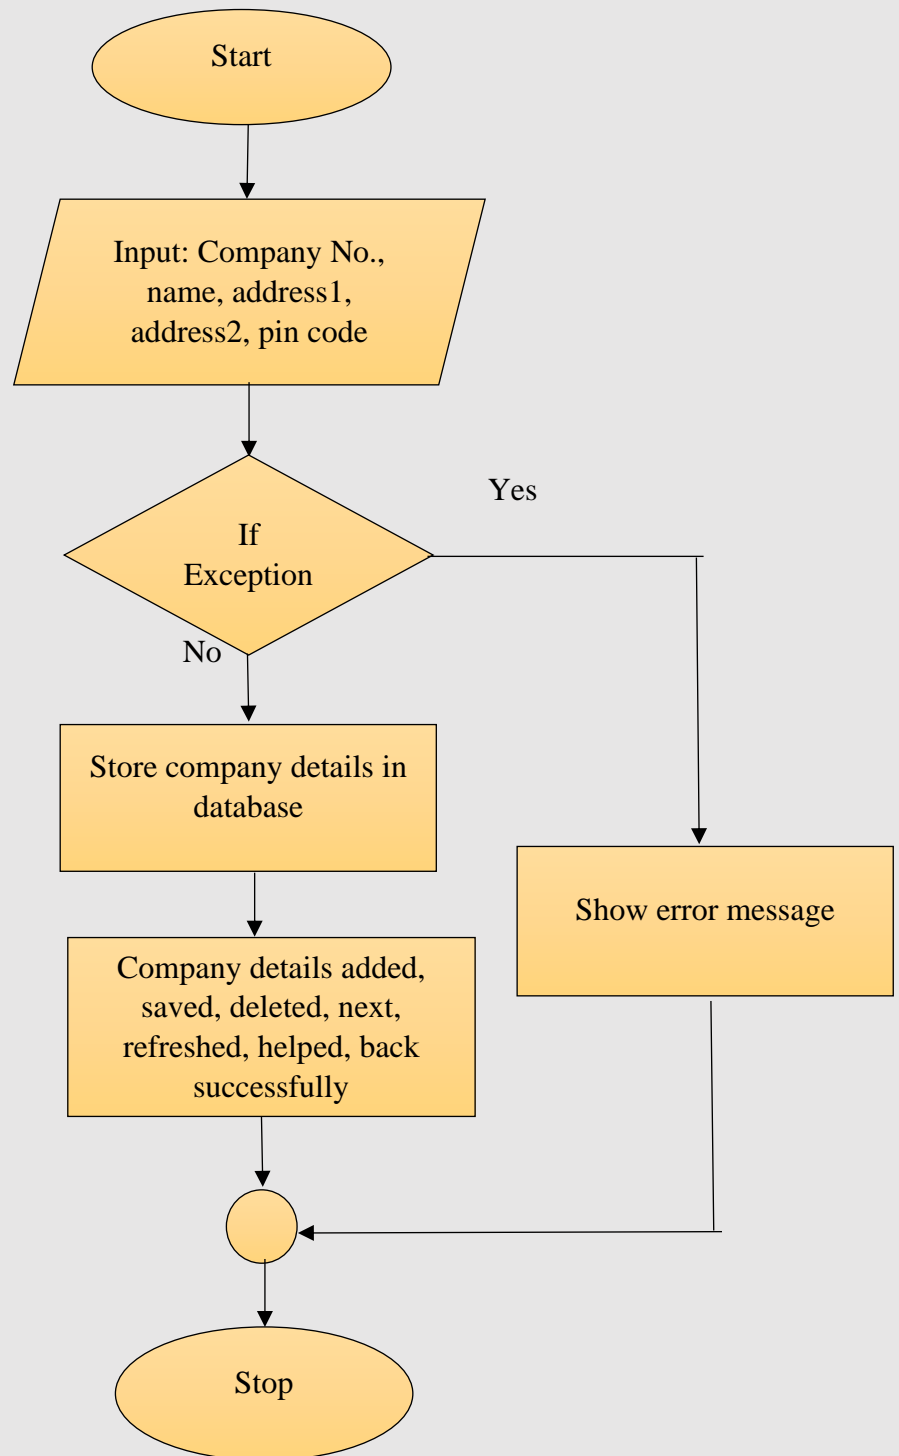 Start
Input: Company No.,
name, address1,
address2, pin code
Yes
If
Exception
No
Store company details in
database
Show error message
Company details added,
saved, deleted, next,
refreshed, helped, back
successfully
Stop